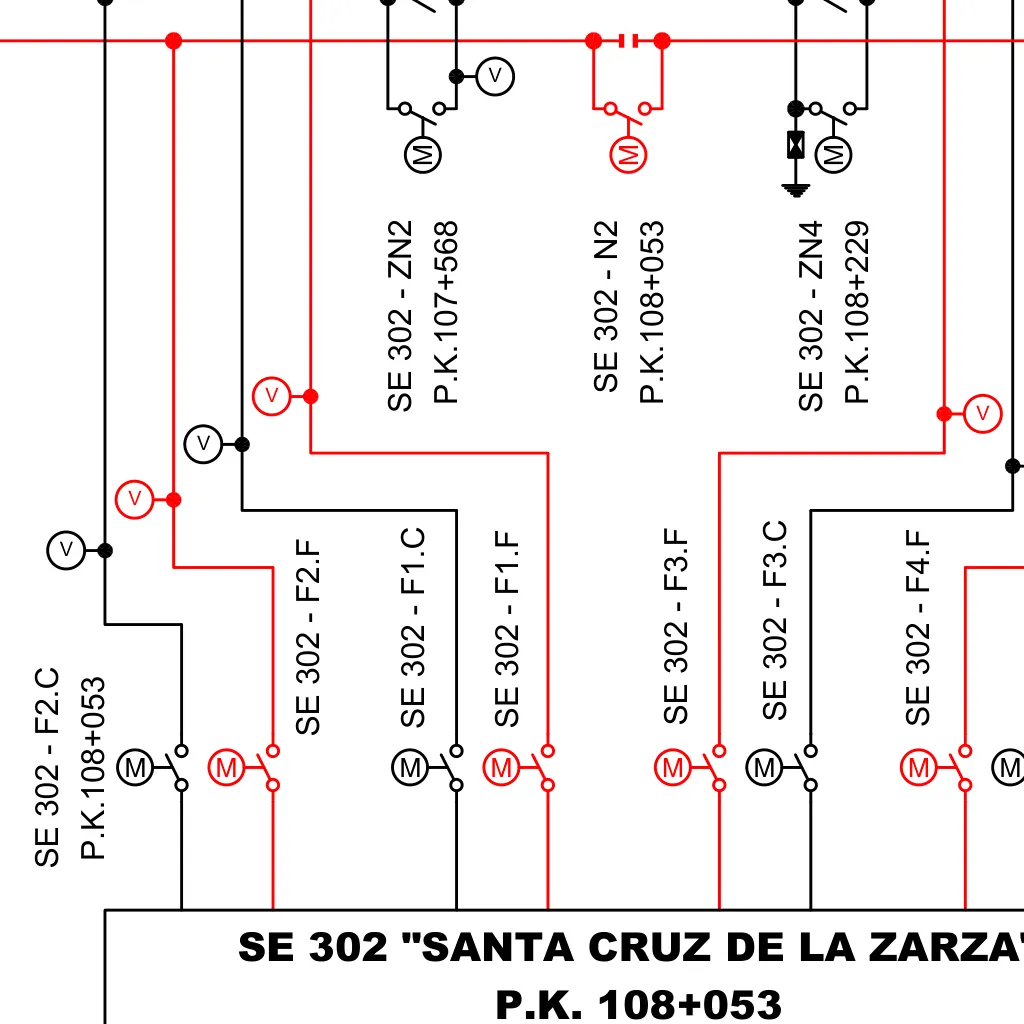 V
M
M
M
SE 302 - ZN2
P.K.107+568
SE 302 - N2
P.K.108+053
SE 302 - ZN4
P.K.108+229
V
V
V
V
V
SE 302 - F2.C
P.K.108+053
SE 302 - F2.F
SE 302 - F1.C
SE 302 - F1.F
SE 302 - F3.F
SE 302 - F3.C
SE 302 - F4.F
M
M
M
M
M
M
M
M
SE 302 "SANTA CRUZ DE LA ZARZA"
P.K. 108+053